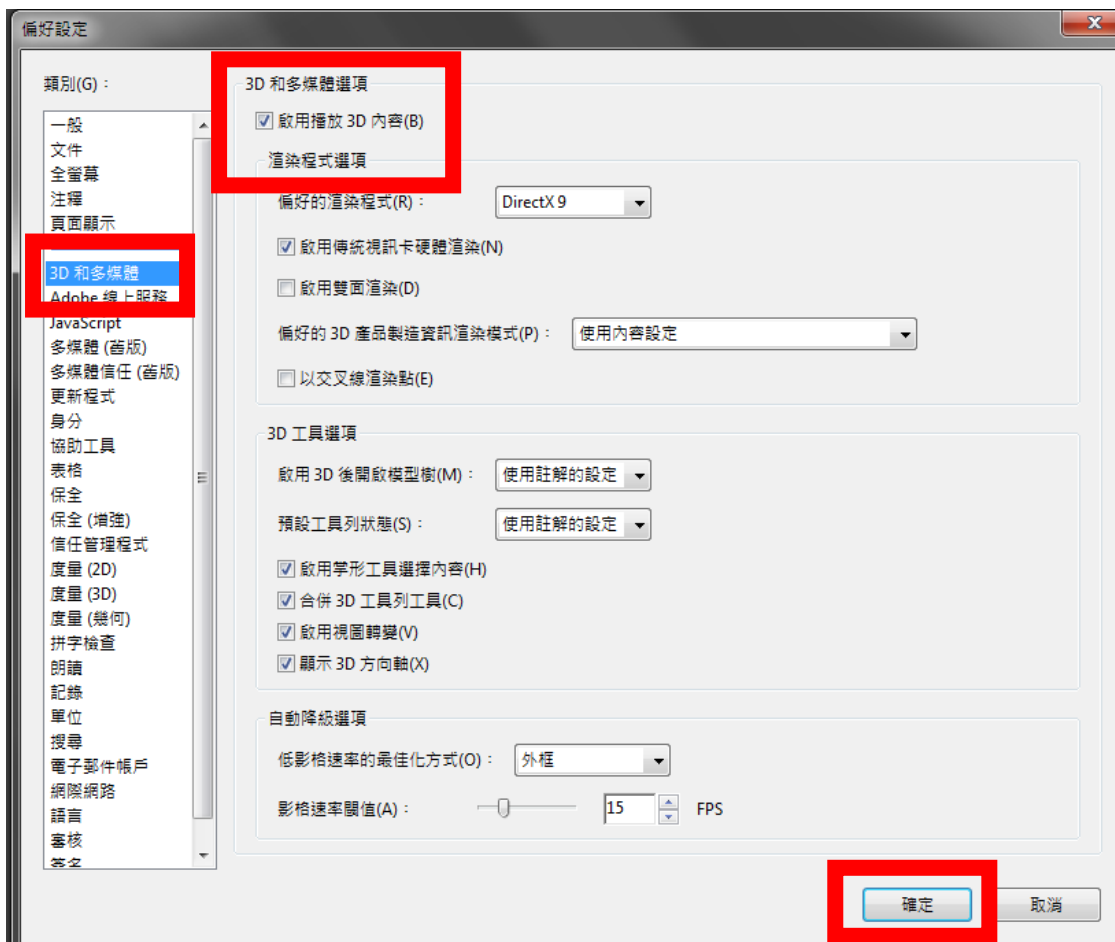 偏好設定
類別(G)：
一般
文件
全螢幕
注釋
頁面顯示
3D 和多媒體
Adobe 線上服務
JavaScript
多媒體 (舊版)
多媒體信任 (舊版)
更新程式
身分
協助工具
表格
保全
保全 (增強)
信任管理程式
度量 (2D)
度量 (3D)
度量 (幾何)
拼字檢查
朗讀
記錄
單位
搜尋
電子郵件帳戶
網際網路
語言
審核
簽名
3D 和多媒體選項
啟用播放 3D 內容(B)
渲染程式選項
偏好的渲染程式(R)： DirectX 9
啟用傳統視訊卡硬體渲染(N)
啟用雙面渲染(D)
偏好的 3D 產品製造資訊渲染模式(P)： 使用內容設定
以交叉線渲染點(E)
3D 工具選項
啟用 3D 後開啟模型樹(M)： 使用註解的設定
預設工具列狀態(S)： 使用註解的設定
啟用掌形工具選擇內容(H)
合併 3D 工具列工具(C)
啟用視圖轉變(V)
顯示 3D 方向軸(X)
自動降級選項
低影格速率的最佳化方式(O)： 外框
影格速率閾值(A)： 15 FPS
確定 取消